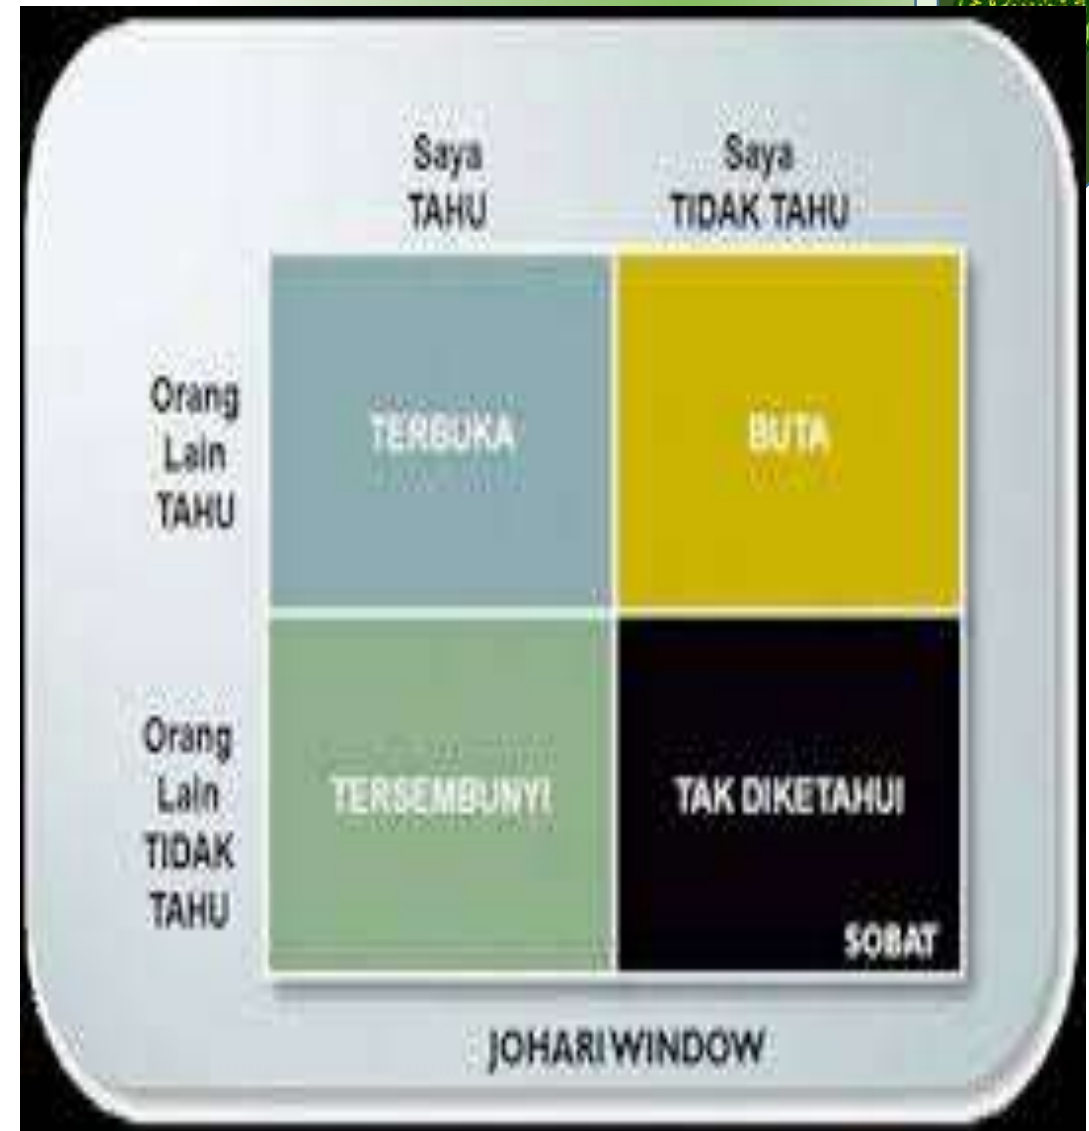 Saya
TAHU
Saya
TIDAK TAHU
Orang
Lain
TAHU
TERBUKA
BUTA
Orang
Lain
TIDAK
TAHU
TERSEMBUNYI
TAK DIKETAHUI
SOBAT
JOHARI WINDOW